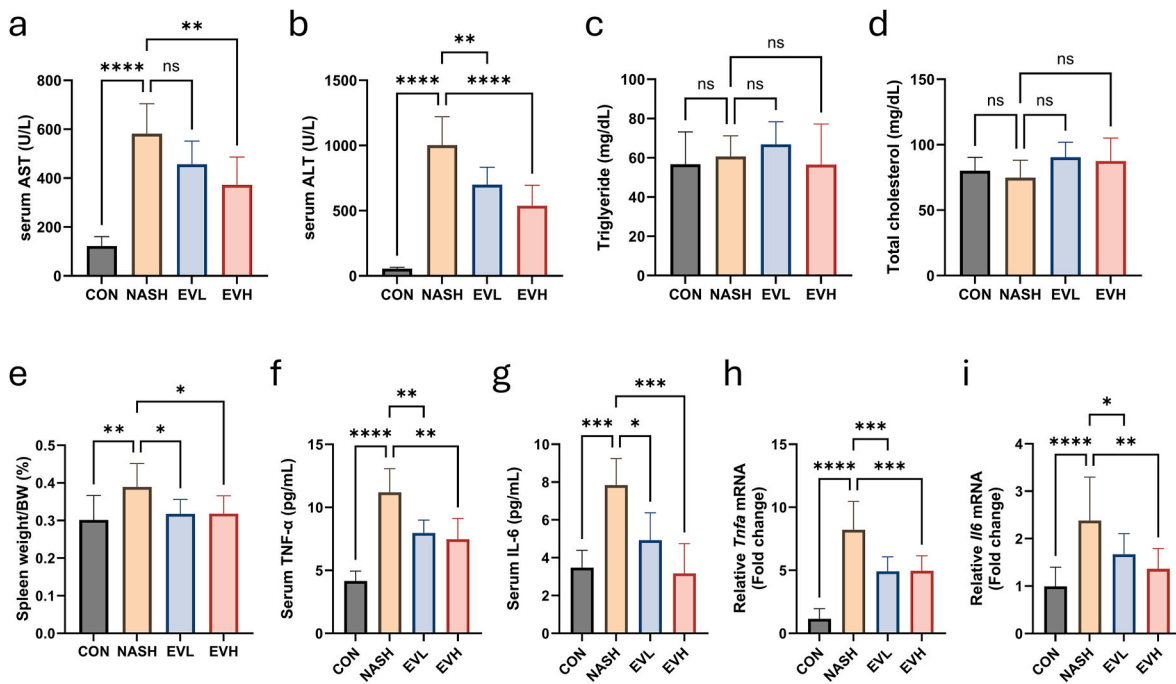 a
**
**** ns
800
600
400
200
0
serum AST (U/L)
CON NASH EVL EVH
b
**
**** ****
1500
1000
500
0
serum ALT (U/L)
CON NASH EVL EVH
c
ns
ns ns
100
80
60
40
20
0
Triglyeride (mg/dL)
CON NASH EVL EVH
d
ns
ns ns
150
100
50
0
Total cholesterol (mg/dL)
CON NASH EVL EVH
e
*
** *
0.5
0.4
0.3
0.2
0.1
0.0
Spleen weight/BW (%)
CON NASH EVL EVH
f
**
**** **
15
10
5
0
Serum TNF-α (pg/mL)
CON NASH EVL EVH
g
***
*** *
10
8
6
4
2
0
Serum IL-6 (pg/mL)
CON NASH EVL EVH
h
***
**** ***
15
10
5
0
Relative Tnfa mRNA
(Fold change)
CON NASH EVL EVH
i
*
**** **
4
3
2
1
0
Relative Il6 mRNA
(Fold change)
CON NASH EVL EVH